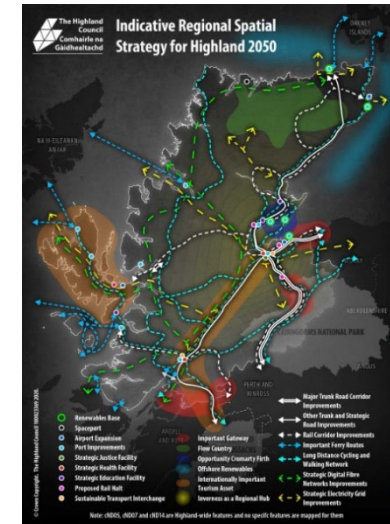 The Highland
Council
Comhairle na
Gàidhealtachd
Indicative Regional Spatial
Strategy for Highland 2050
ORKNEY
ISLANDS
NA H-EILEANAN
ABERDEENSHIRE
CAIRNGORMS NATIONAL PARK
PERTH AND
KINROSS
ARGYLL
Renewables Base
Spaceport
Airport Expansion
Port Improvements
Strategic Justice Facility
Strategic Health Facility
Strategic Education Facility
Proposed Rail Halt
Sustainable Transport Interchange
Important Gateway
Flow Country
Opportunity Cromarty Firth
Offshore Renewables
Internationally Important
Tourism Asset
Inverness as a Regional Hub
Major Trunk Road Corridor
Improvements
Other Trunk and Strategic
Road Improvements
Rail Corridor Improvements
Important Ferry Routes
Long Distance Cycling and
Walking Network
Strategic Digital Fibre
Networks Improvements
Strategic Electricity Grid
Improvements
Note: cND05, cND07 and cND14 are Highland-wide features and no specific features are mapped for them